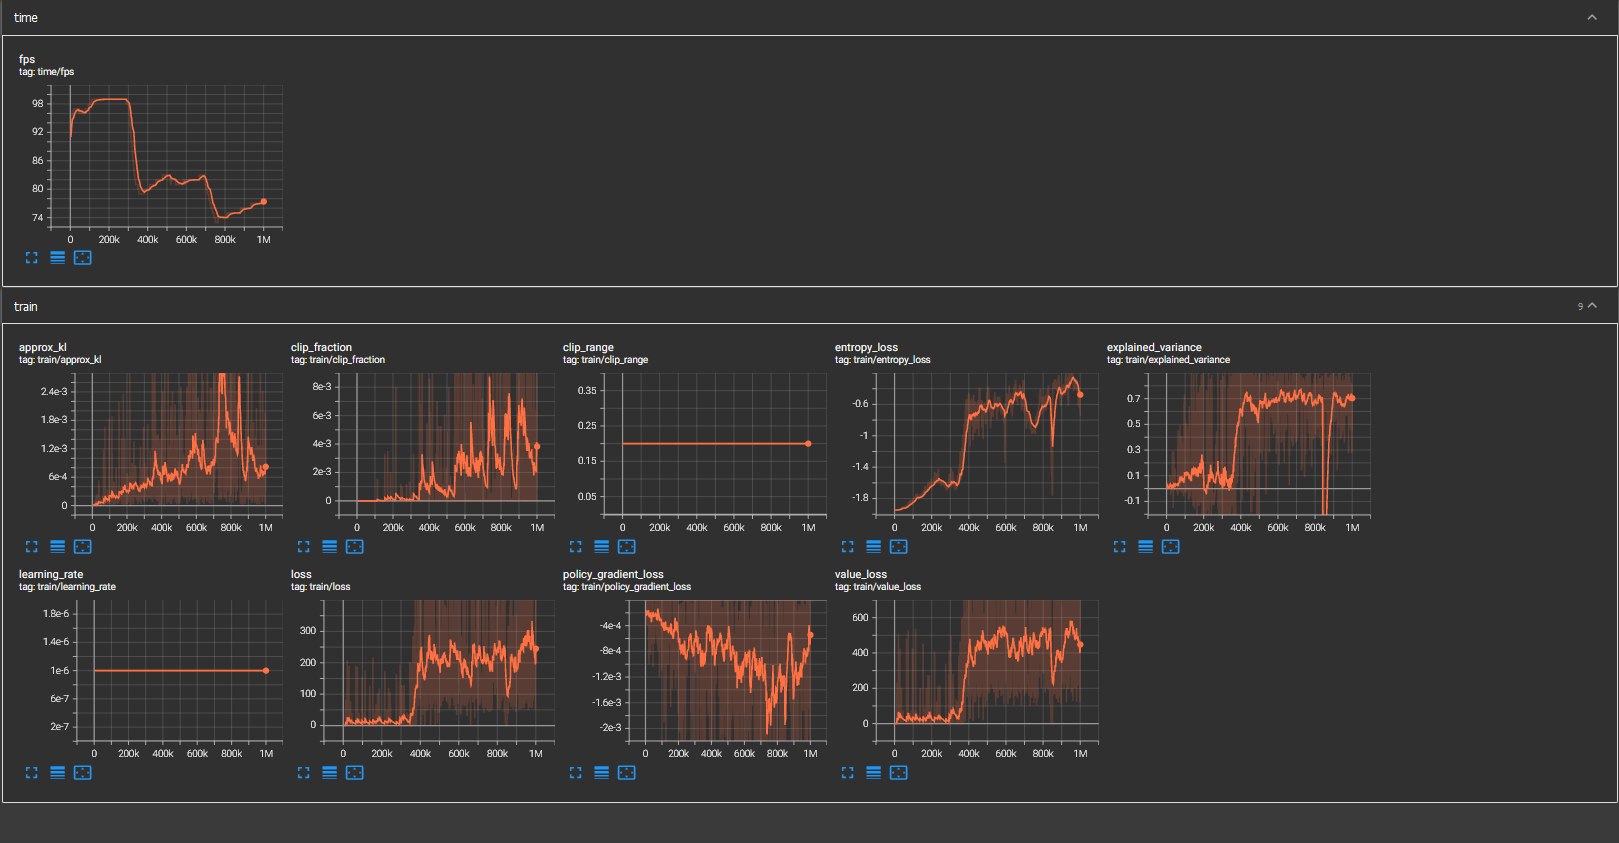 time
fps
tag: time/fps
98
92
86
80
74
0 200k 400k 600k 800k 1M
train
9
approx_kl
tag: train/approx_kl
2.4e-3
1.8e-3
1.2e-3
6e-4
0
0 200k 400k 600k 800k 1M
clip_fraction
tag: train/clip_fraction
8e-3
6e-3
4e-3
2e-3
0
0 200k 400k 600k 800k 1M
clip_range
tag: train/clip_range
0.35
0.25
0.15
0.05
0 200k 400k 600k 800k 1M
entropy_loss
tag: train/entropy_loss
-0.6
-1
-1.4
-1.8
0 200k 400k 600k 800k 1M
explained_variance
tag: train/explained_variance
0.7
0.5
0.3
0.1
-0.1
0 200k 400k 600k 800k 1M
learning_rate
tag: train/learning_rate
1.8e-6
1.4e-6
1e-6
6e-7
2e-7
0 200k 400k 600k 800k 1M
loss
tag: train/loss
300
200
100
0
0 200k 400k 600k 800k 1M
policy_gradient_loss
tag: train/policy_gradient_loss
-4e-4
-8e-4
-1.2e-3
-1.6e-3
-2e-3
0 200k 400k 600k 800k 1M
value_loss
tag: train/value_loss
600
400
200
0
0 200k 400k 600k 800k 1M